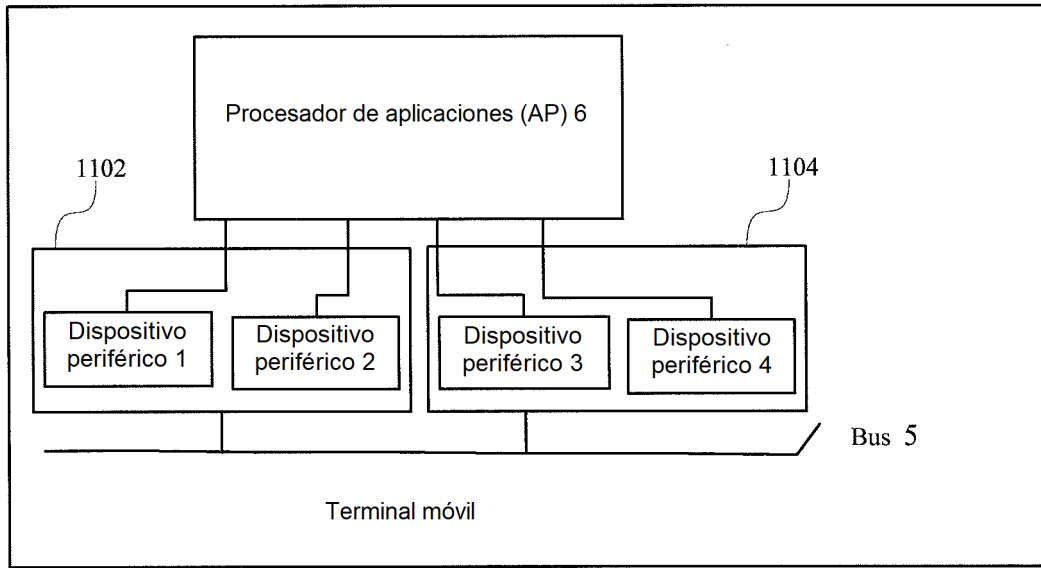 Procesador de aplicaciones (AP) 6
1102
1104
Dispositivo
periférico 1
Dispositivo
periférico 2
Dispositivo
periférico 3
Dispositivo
periférico 4
Bus 5
Terminal móvil